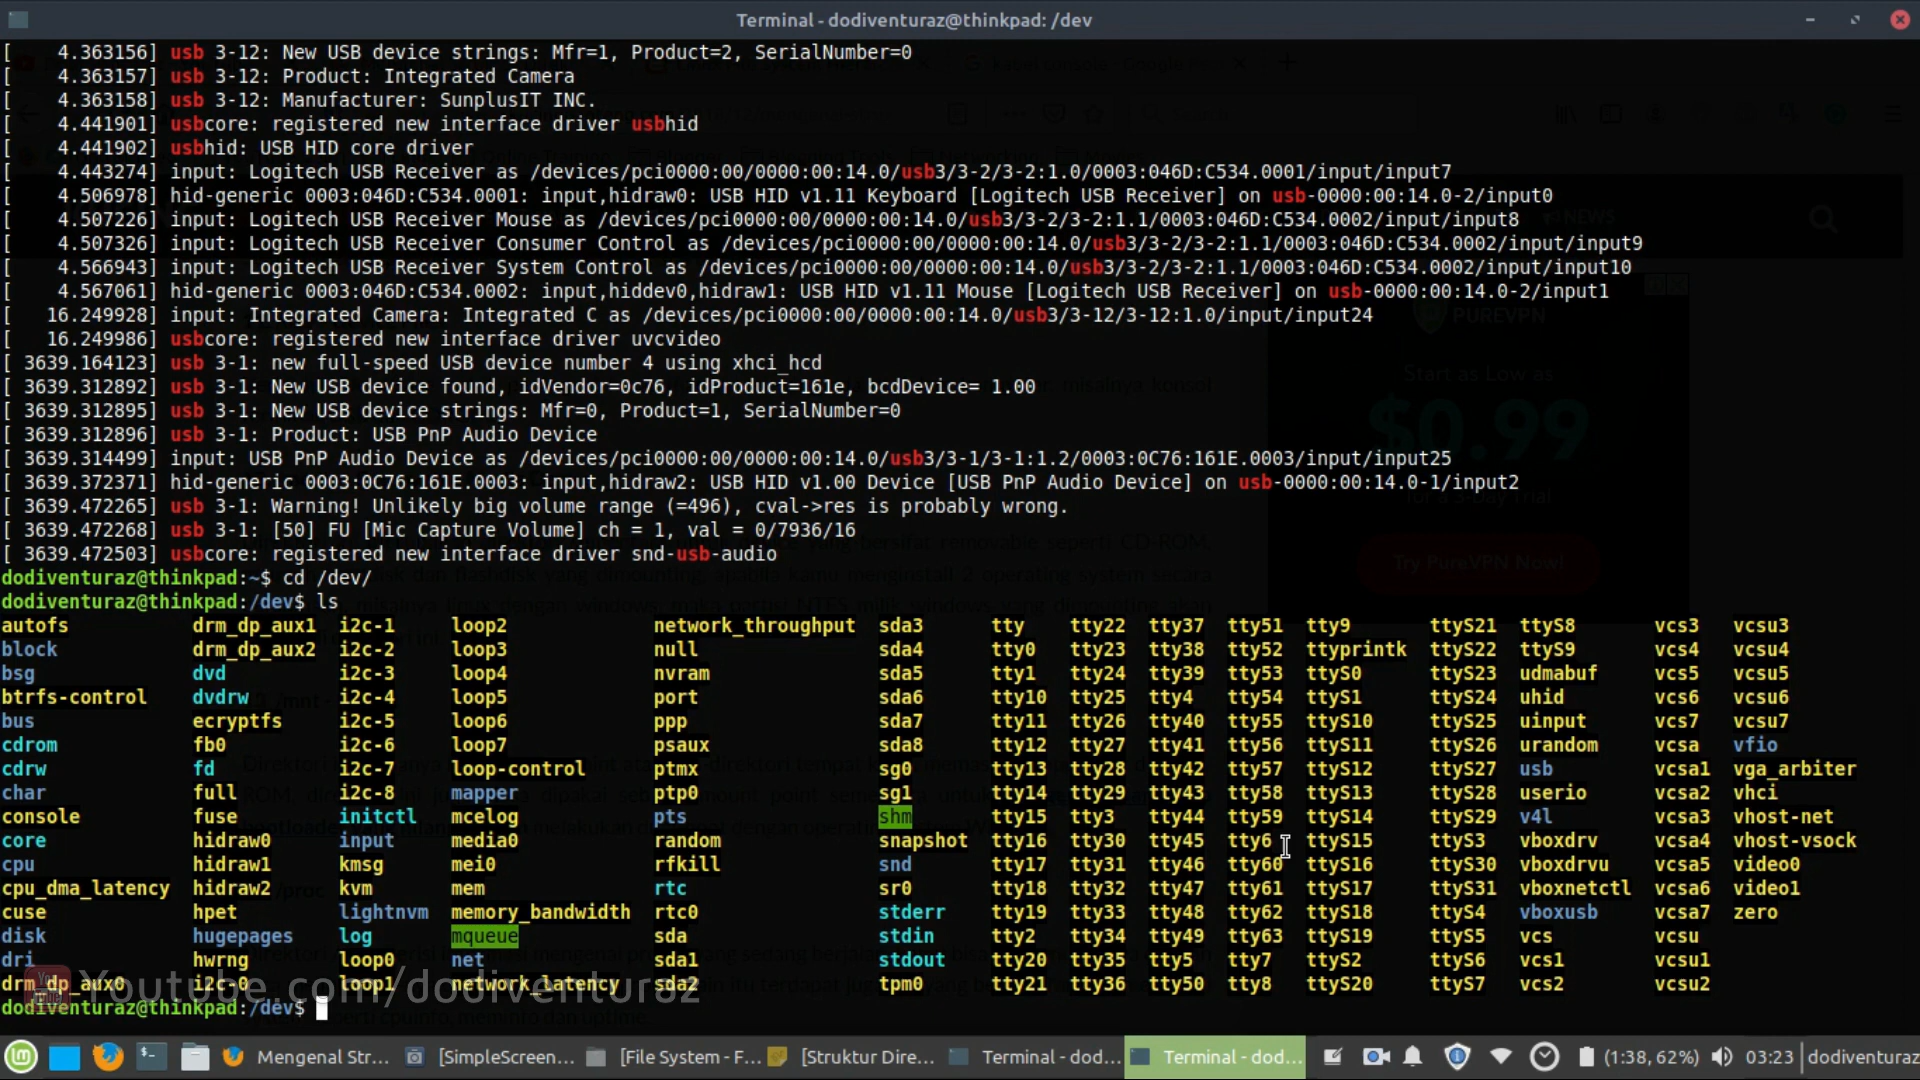 Terminal - dodiventuraz@thinkpad: /dev
[    4.363156] usb 3-12: New USB device strings: Mfr=1, Product=2, SerialNumber=0
[    4.363157] usb 3-12: Product: Integrated Camera
[    4.363158] usb 3-12: Manufacturer: SunplusIT INC.
[    4.441901] usbcore: registered new interface driver usbhid
[    4.441902] usbhid: USB HID core driver
[    4.443274] input: Logitech USB Receiver as /devices/pci0000:00/0000:00:14.0/usb3/3-2/3-2:1.0/0003:046D:C534.0001/input/input7
[    4.506978] hid-generic 0003:046D:C534.0001: input,hidraw0: USB HID v1.11 Keyboard [Logitech USB Receiver] on usb-0000:00:14.0-2/input0
[    4.507226] input: Logitech USB Receiver Mouse as /devices/pci0000:00/0000:00:14.0/usb3/3-2/3-2:1.1/0003:046D:C534.0002/input/input8
[    4.507326] input: Logitech USB Receiver Consumer Control as /devices/pci0000:00/0000:00:14.0/usb3/3-2/3-2:1.1/0003:046D:C534.0002/input/input9
[    4.566943] input: Logitech USB Receiver System Control as /devices/pci0000:00/0000:00:14.0/usb3/3-2/3-2:1.1/0003:046D:C534.0002/input/input10
[    4.567061] hid-generic 0003:046D:C534.0002: input,hiddev0,hidraw1: USB HID v1.11 Mouse [Logitech USB Receiver] on usb-0000:00:14.0-2/input1
[   16.249928] input: Integrated Camera: Integrated C as /devices/pci0000:00/0000:00:14.0/usb3/3-12/3-12:1.0/input/input24
[   16.249986] usbcore: registered new interface driver uvcvideo
[ 3639.164123] usb 3-1: new full-speed USB device number 4 using xhci_hcd
[ 3639.312892] usb 3-1: New USB device found, idVendor=0c76, idProduct=161e, bcdDevice= 1.00
[ 3639.312895] usb 3-1: New USB device strings: Mfr=0, Product=1, SerialNumber=0
[ 3639.312896] usb 3-1: Product: USB PnP Audio Device
[ 3639.314499] input: USB PnP Audio Device as /devices/pci0000:00/0000:00:14.0/usb3/3-1/3-1:1.2/0003:0C76:161E.0003/input/input25
[ 3639.372371] hid-generic 0003:0C76:161E.0003: input,hidraw2: USB HID v1.00 Device [USB PnP Audio Device] on usb-0000:00:14.0-1/input2
[ 3639.472265] usb 3-1: Warning! Unlikely big volume range (=496), cval->res is probably wrong.
[ 3639.472268] usb 3-1: [50] FU [Mic Capture Volume] ch = 1, val = 0/7936/16
[ 3639.472503] usbcore: registered new interface driver snd-usb-audio
dodiventuraz@thinkpad:~$ cd /dev/
dodiventuraz@thinkpad:/dev$ ls
autofs drm_dp_aux1 i2c-1 loop2 network_throughput sda3 tty tty22 tty37 tty51 tty9 ttyS21 ttyS8 vcs3 vcsu3
block drm_dp_aux2 i2c-2 loop3 null sda4 tty0 tty23 tty38 tty52 ttyprintk ttyS22 ttyS9 vcs4 vcsu4
bsg dvd i2c-3 loop4 nvram sda5 tty1 tty24 tty39 tty53 ttyS0 ttyS23 udmabuf vcs5 vcsu5
btrfs-control dvdrw i2c-4 loop5 port sda6 tty10 tty25 tty4 tty54 ttyS1 ttyS24 uhid vcs6 vcsu6
bus ecryptfs i2c-5 loop6 ppp sda7 tty11 tty26 tty40 tty55 ttyS10 ttyS25 uinput vcs7 vcsu7
cdrom fb0 i2c-6 loop7 psaux sda8 tty12 tty27 tty41 tty56 ttyS11 ttyS26 urandom vcsa vfio
cdrw fd i2c-7 loop-control ptmx sg0 tty13 tty28 tty42 tty57 ttyS12 ttyS27 usb vcsa1 vga_arbiter
char full i2c-8 mapper ptp0 sg1 tty14 tty29 tty43 tty58 ttyS13 ttyS28 userio vcsa2 vhci
console fuse initctl mcelog pts shm tty15 tty3 tty44 tty59 ttyS14 ttyS29 v4l vcsa3 vhost-net
core hidraw0 input media0 random snapshot tty16 tty30 tty45 tty6 ttyS15 ttyS3 vboxdrv vcsa4 vhost-vsock
cpu hidraw1 kmsg mei0 rfkill snd tty17 tty31 tty46 tty60 ttyS16 ttyS30 vboxdrvu vcsa5 video0
cpu_dma_latency hidraw2 kvm mem rtc sr0 tty18 tty32 tty47 tty61 ttyS17 ttyS31 vboxnetctl vcsa6 video1
cuse hpet lightnvm memory_bandwidth rtc0 stderr tty19 tty33 tty48 tty62 ttyS18 ttyS4 vboxusb vcsa7 zero
disk hugepages log mqueue sda stdin tty2 tty34 tty49 tty63 ttyS19 ttyS5 vcs vcsu
dri hwrng loop0 net sda1 stdout tty20 tty35 tty5 tty7 ttyS2 ttyS6 vcs1 vcsu1
drm_dp_aux0 i2c-0 loop1 network_latency sda2 tpm0 tty21 tty36 tty50 tty8 ttyS20 ttyS7 vcs2 vcsu2
Youtube.com/dodiventuraz
dodiventuraz@thinkpad:/dev$
Mengenal Str... [SimpleScreen... [File System - F... [Struktur Dire... Terminal - dod... Terminal - dod... (1:38, 62%) 03:23 dodiventuraz